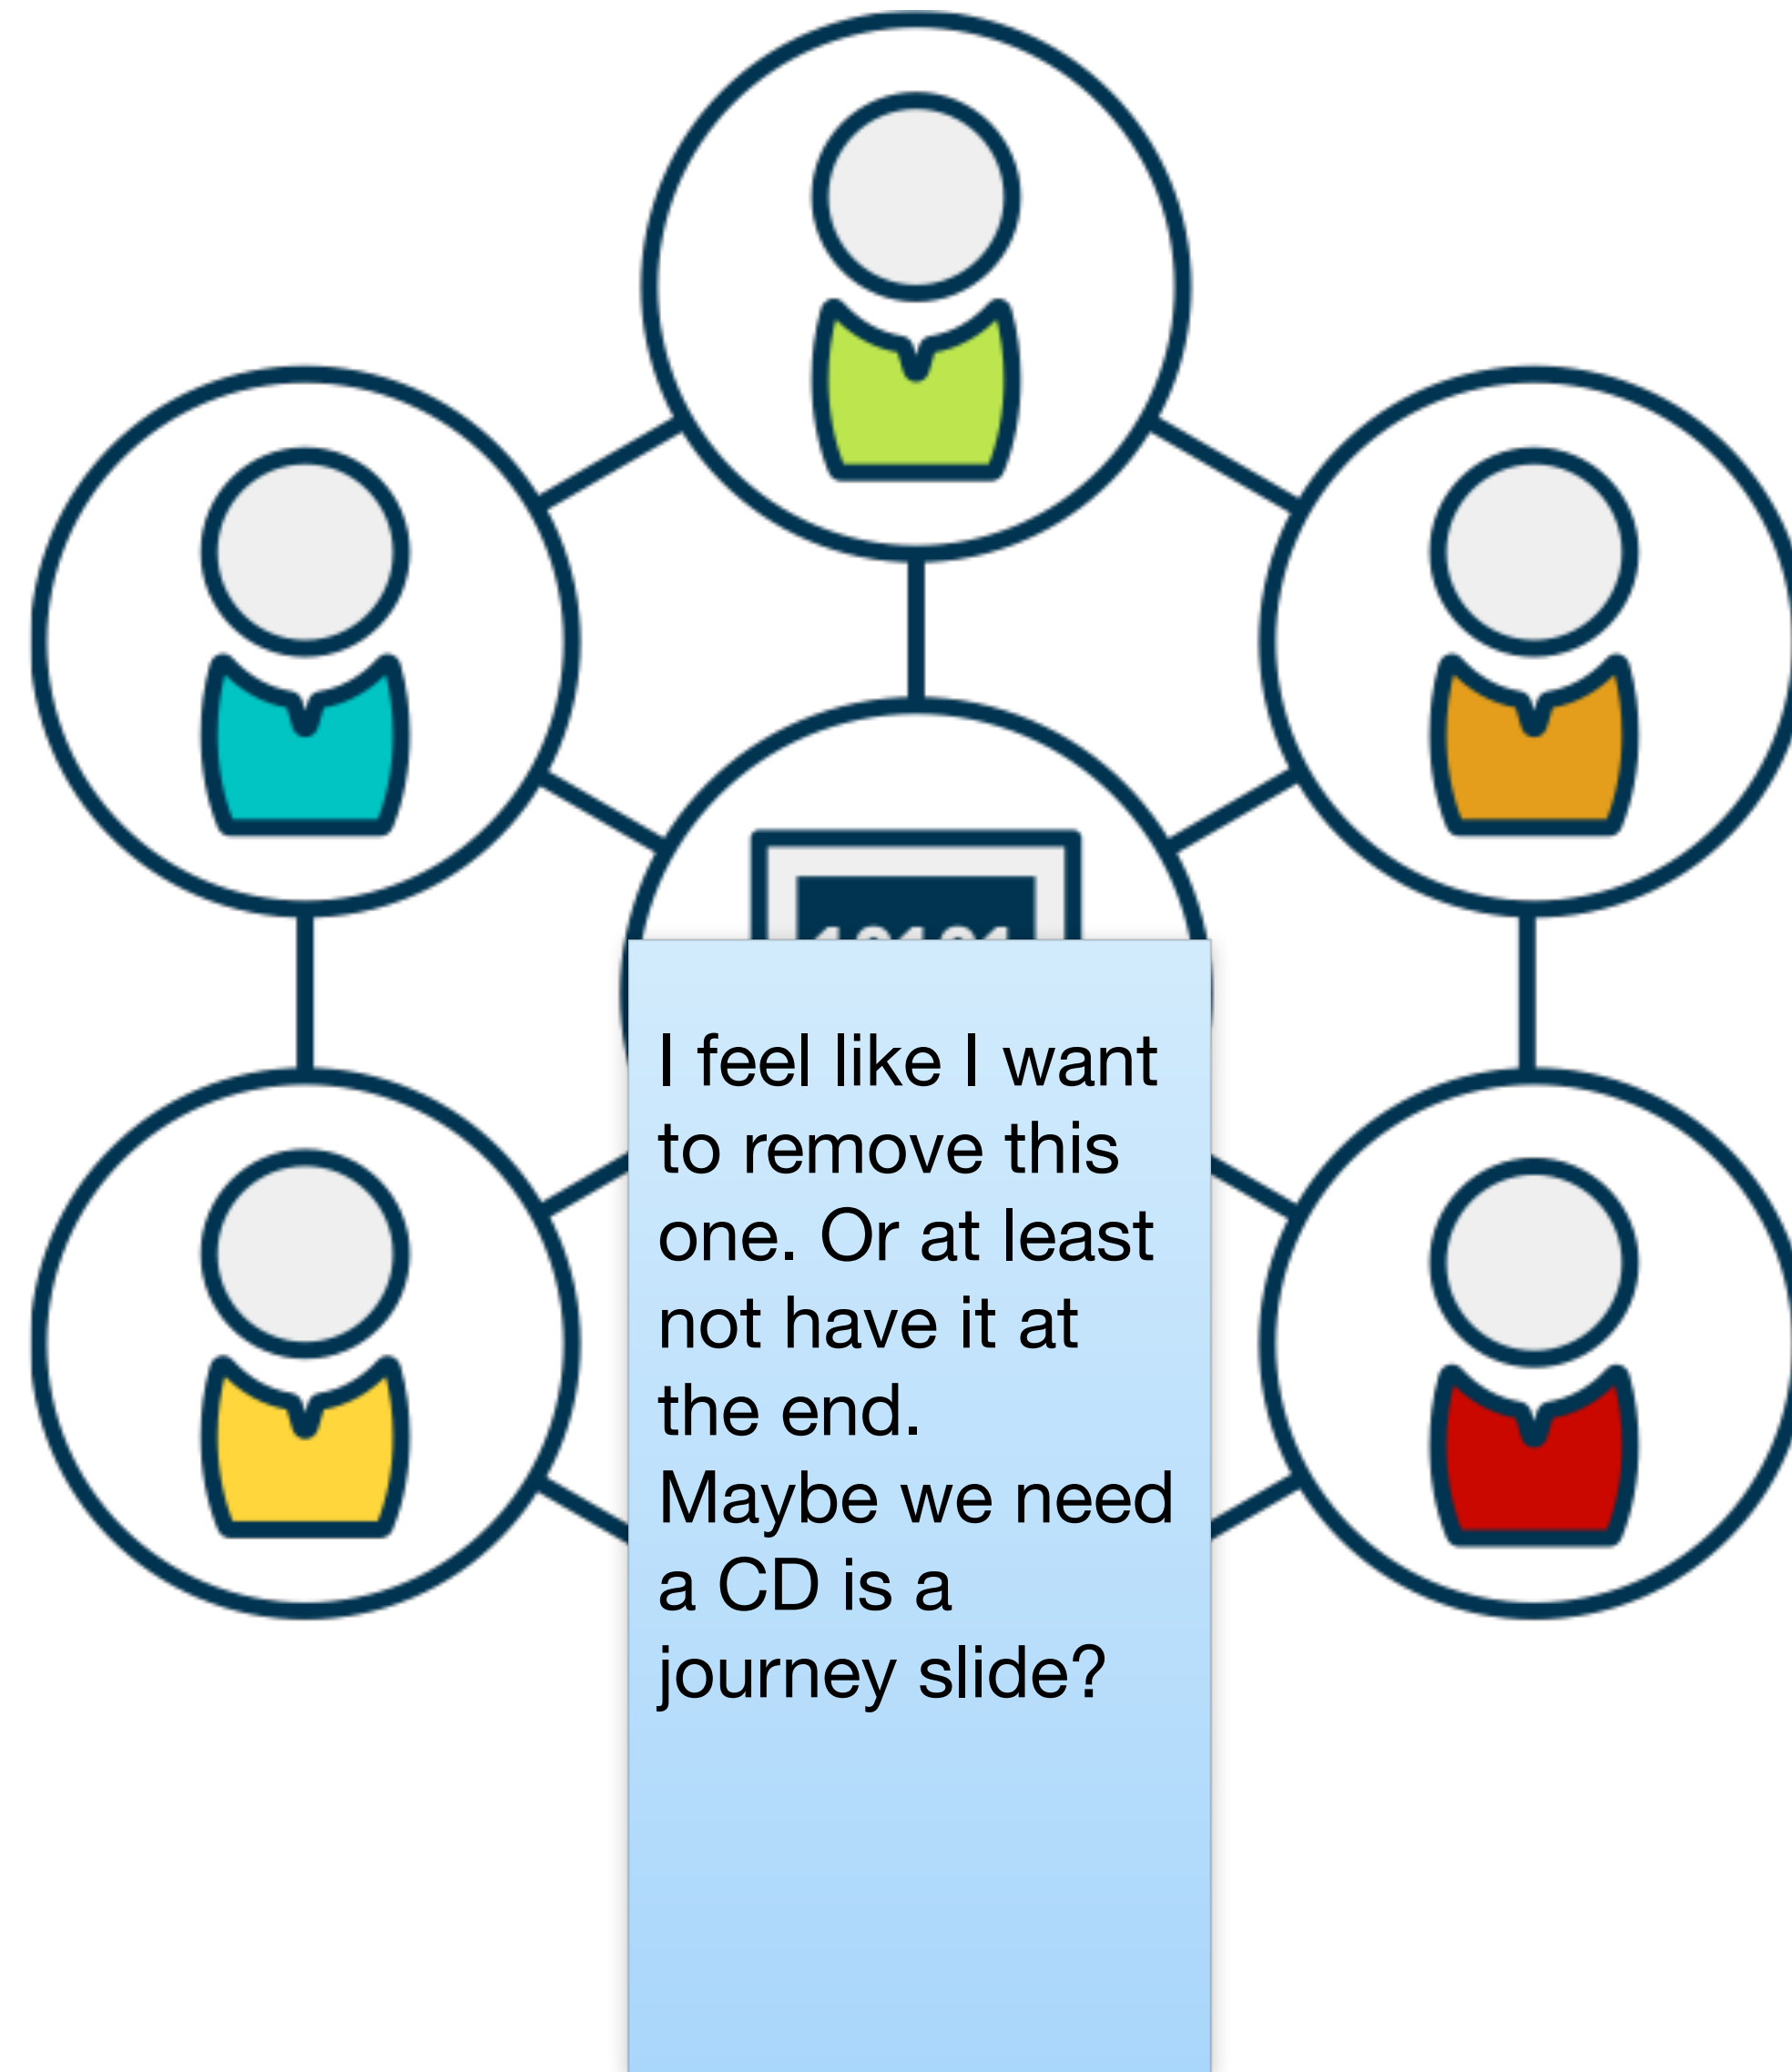 I feel like I want
to remove this
one. Or at least
not have it at
the end.
Maybe we need
a CD is a
journey slide?